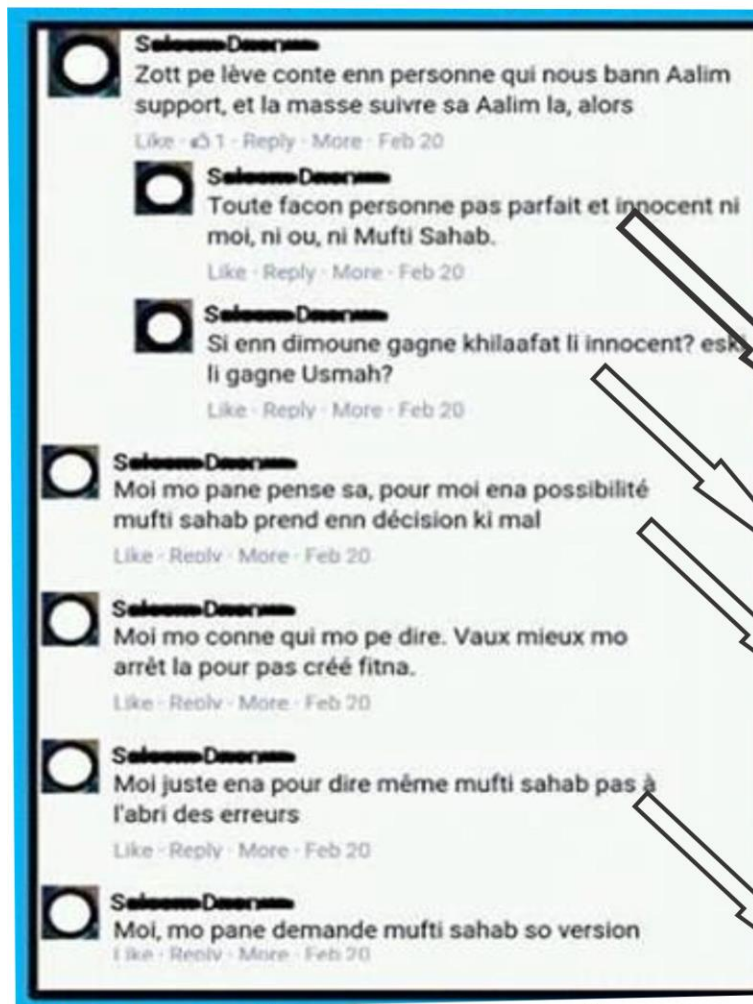 Zott pe lève conte enn personne qui nous bann Aalim
support, et la masse suivre sa Aalim la, alors
Like · 1 · Reply · More · Feb 20
Toute facon personne pas parfait et innocent ni
moi, ni ou, ni Mufti Sahab.
Like · Reply · More · Feb 20
Si enn dimoune gagne khilaafat li innocent? eski
li gagne Usmah?
Like · Reply · More · Feb 20
Moi mo pane pense sa, pour moi ena possibilité
mufti sahab prend enn décision ki mal
Like · Reply · More · Feb 20
Moi mo conne qui mo pe dire. Vaux mieux mo
arrèt la pour pas créé fitna.
Like · Reply · More · Feb 20
Moi juste ena pour dire même mufti sahab pas à
l'abri des erreurs
Like · Reply · More · Feb 20
Moi, mo pane demande mufti sahab so version
Like · Reply · More · Feb 20